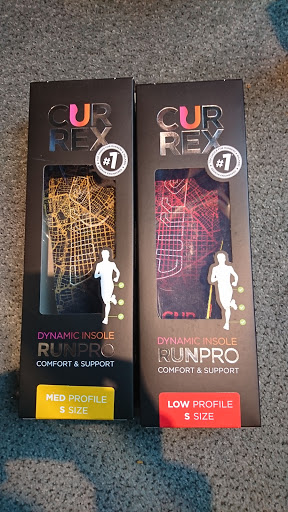 CUR
REX
#1
DYNAMIC INSOLE
RUNPRO
COMFORT & SUPPORT
MED PROFILE
S SIZE
CUR
REX
#1
CUR
DYNAMIC INSOLE
RUNPRO
COMFORT & SUPPORT
LOW PROFILE
S SIZE